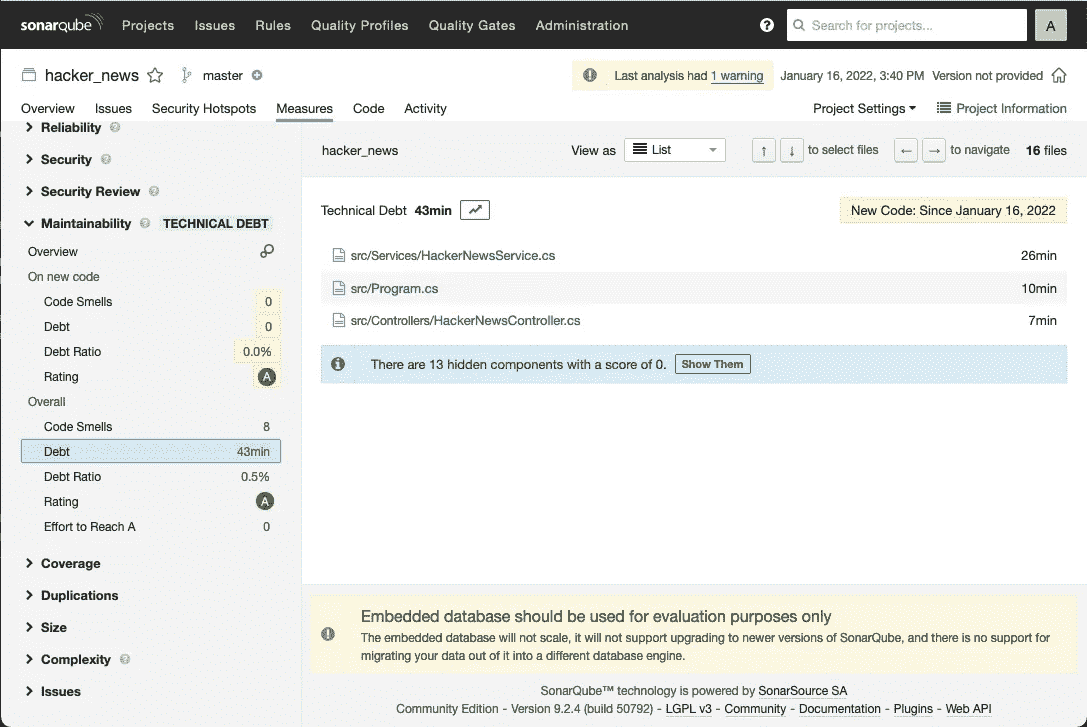 sonarqube Projects Issues Rules Quality Profiles Quality Gates Administration ? Search for projects... A
hacker_news master Last analysis had 1 warning January 16, 2022, 3:40 PM Version not provided
Overview Issues Security Hotspots Measures Code Activity Project Settings Project Information
Reliability ?
Security ?
Security Review ?
Maintainability ? TECHNICAL DEBT
Overview
On new code
Code Smells 0
Debt 0
Debt Ratio 0.0%
Rating A
Overall
Code Smells 8
Debt 43min
Debt Ratio 0.5%
Rating A
Effort to Reach A 0
Coverage
Duplications
Size
Complexity ?
Issues
hacker_news View as List ↑ ↓ to select files ← → to navigate 16 files
Technical Debt 43min New Code: Since January 16, 2022
src/Services/HackerNewsService.cs 26min
src/Program.cs 10min
src/Controllers/HackerNewsController.cs 7min
There are 13 hidden components with a score of 0. Show Them
Embedded database should be used for evaluation purposes only
The embedded database will not scale, it will not support upgrading to newer versions of SonarQube, and there is no support for
migrating your data out of it into a different database engine.
SonarQube™ technology is powered by SonarSource SA
Community Edition - Version 9.2.4 (build 50792) - LGPL v3 - Community - Documentation - Plugins - Web API